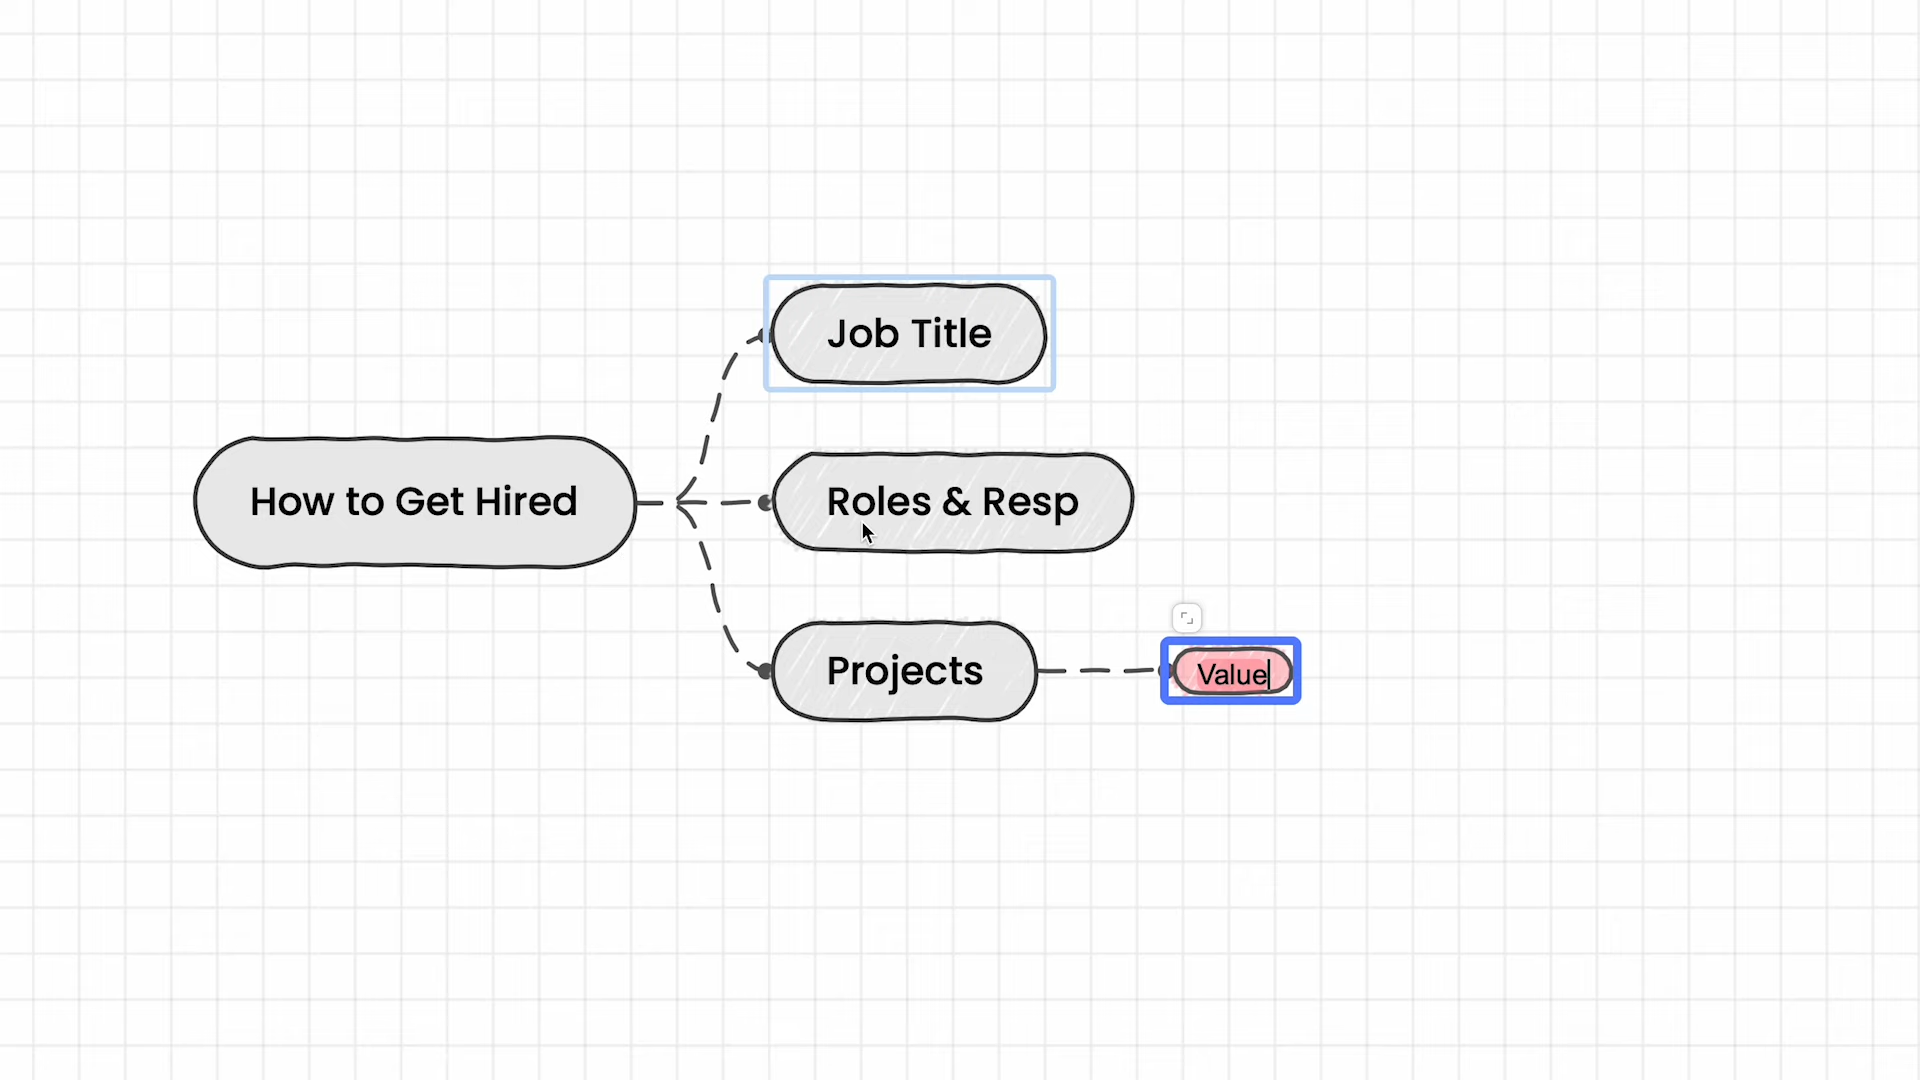 Job Title
How to Get Hired
Roles & Resp
Projects
Value